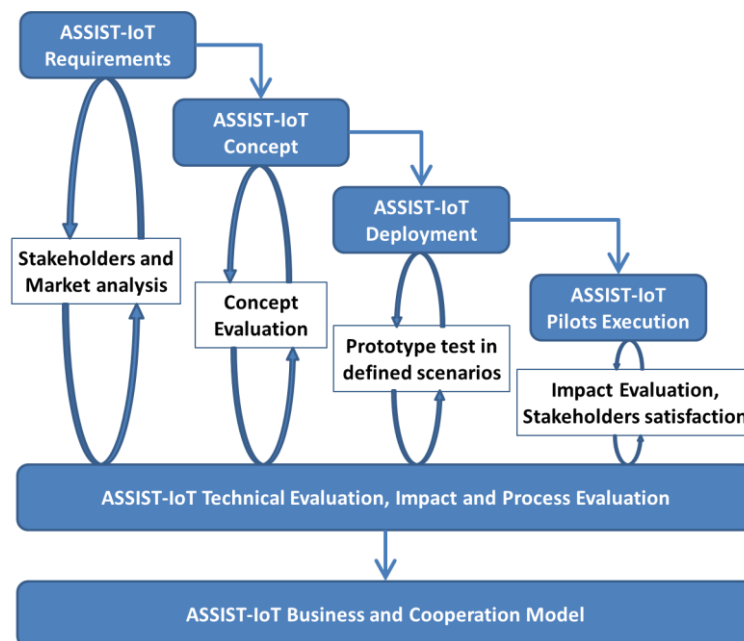 ASSIST-IoT
Requirements
ASSIST-IoT
Concept
ASSIST-IoT
Deployment
ASSIST-IoT
Pilots Execution
Stakeholders and
Market analysis
Concept
Evaluation
Prototype test in
defined scenarios
Impact Evaluation,
Stakeholders satisfaction
ASSIST-IoT Technical Evaluation, Impact and Process Evaluation
ASSIST-IoT Business and Cooperation Model